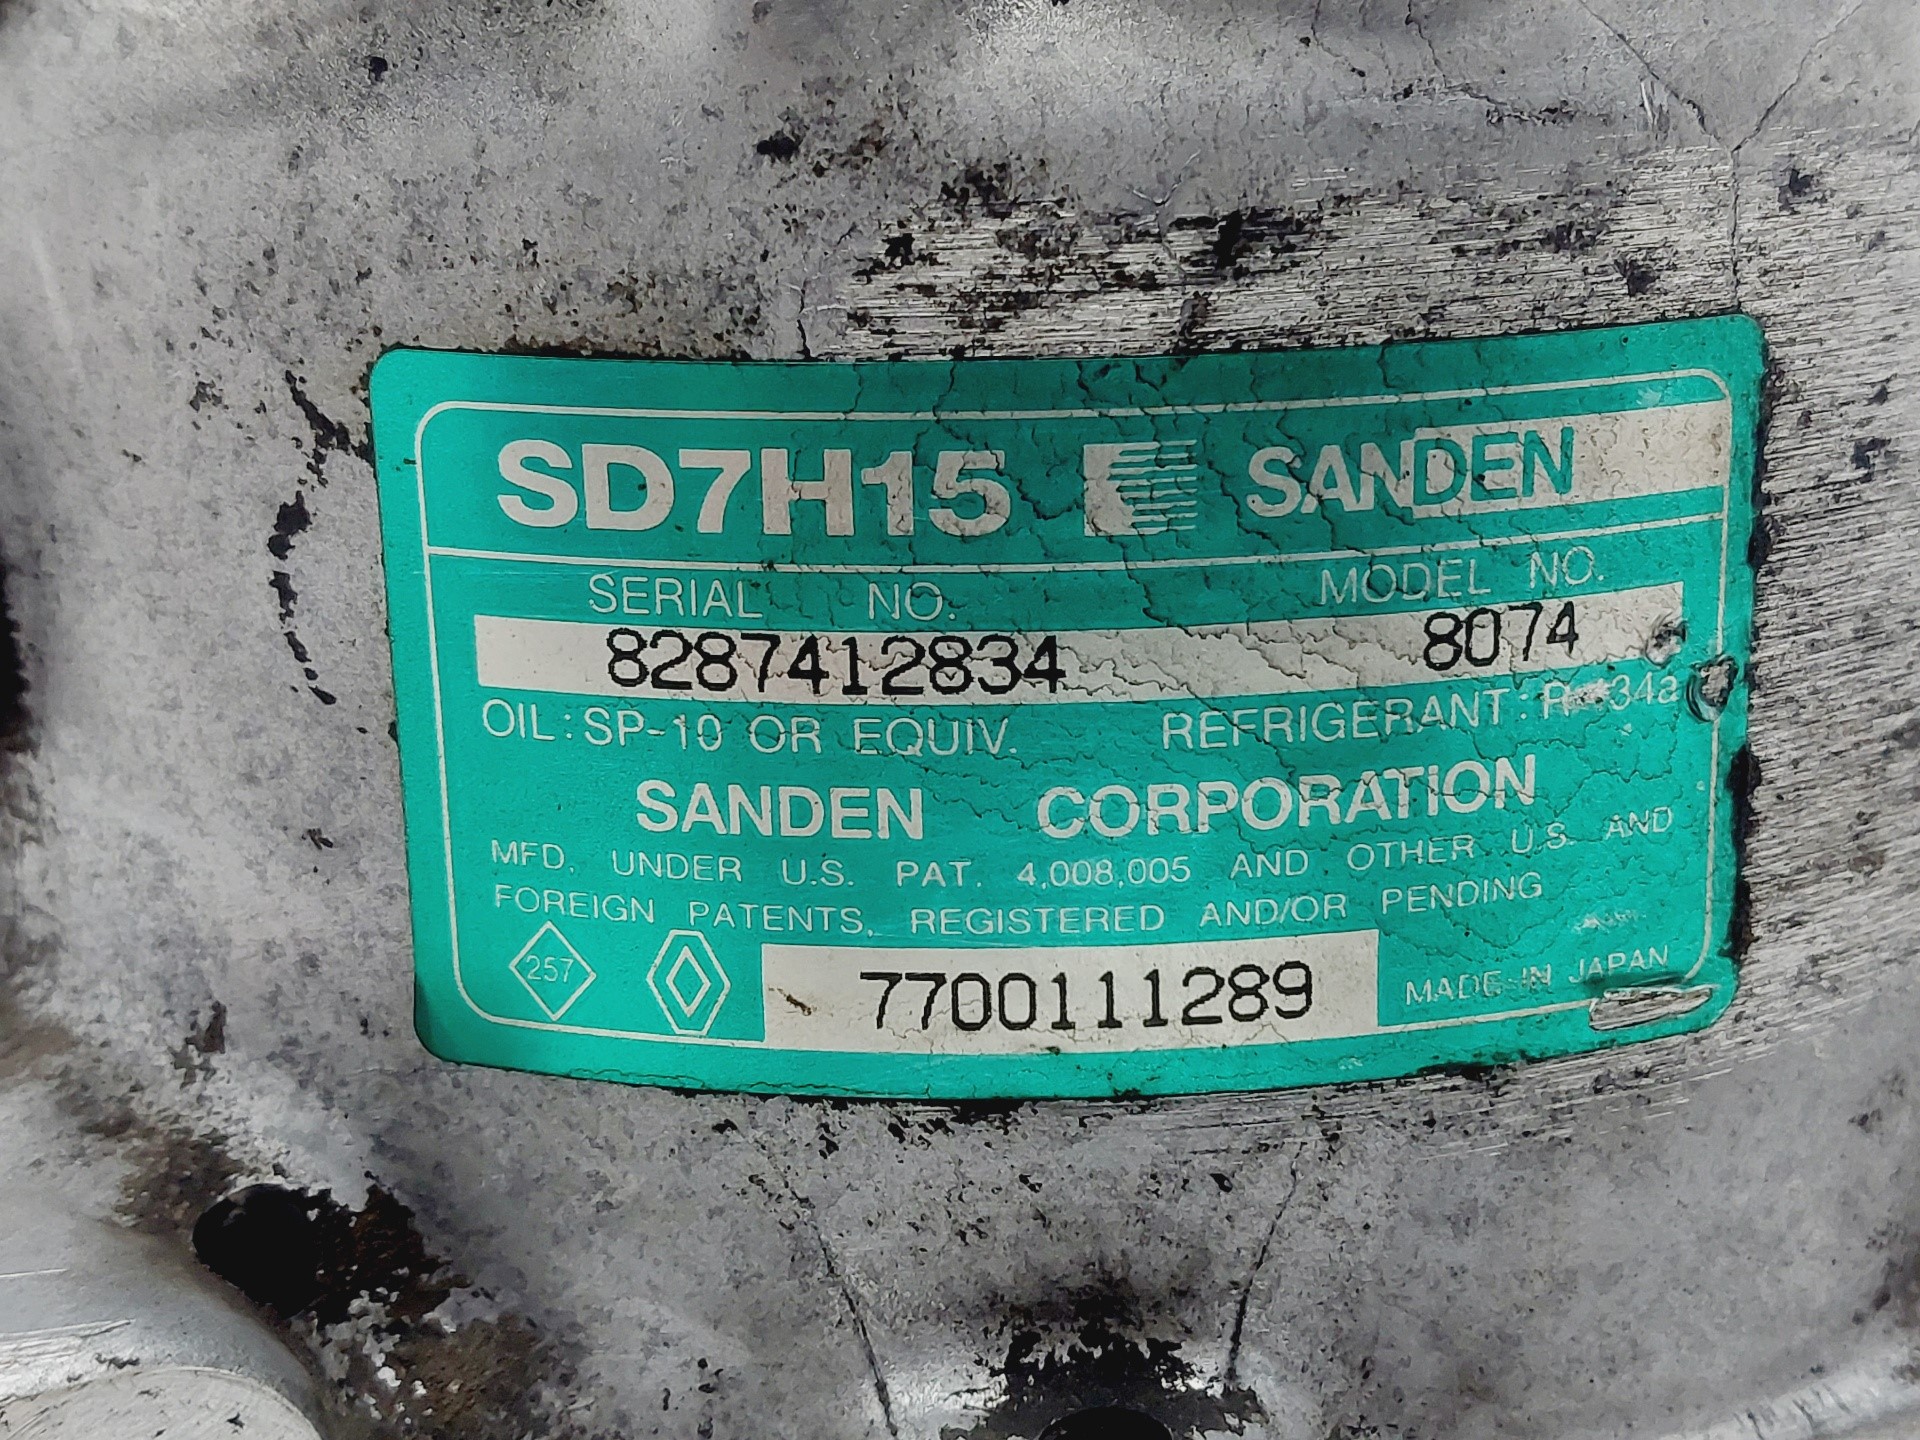 SD7H15 SANDEN
SERIAL NO. MODEL NO.
8287412834 8074
OIL: SP-10 OR EQUIV. REFRIGERANT: R-134a
SANDEN CORPORATION
MFD. UNDER U.S. PAT. 4,008,005 AND OTHER U.S. AND
FOREIGN PATENTS, REGISTERED AND/OR PENDING
257 7700111289 MADE IN JAPAN